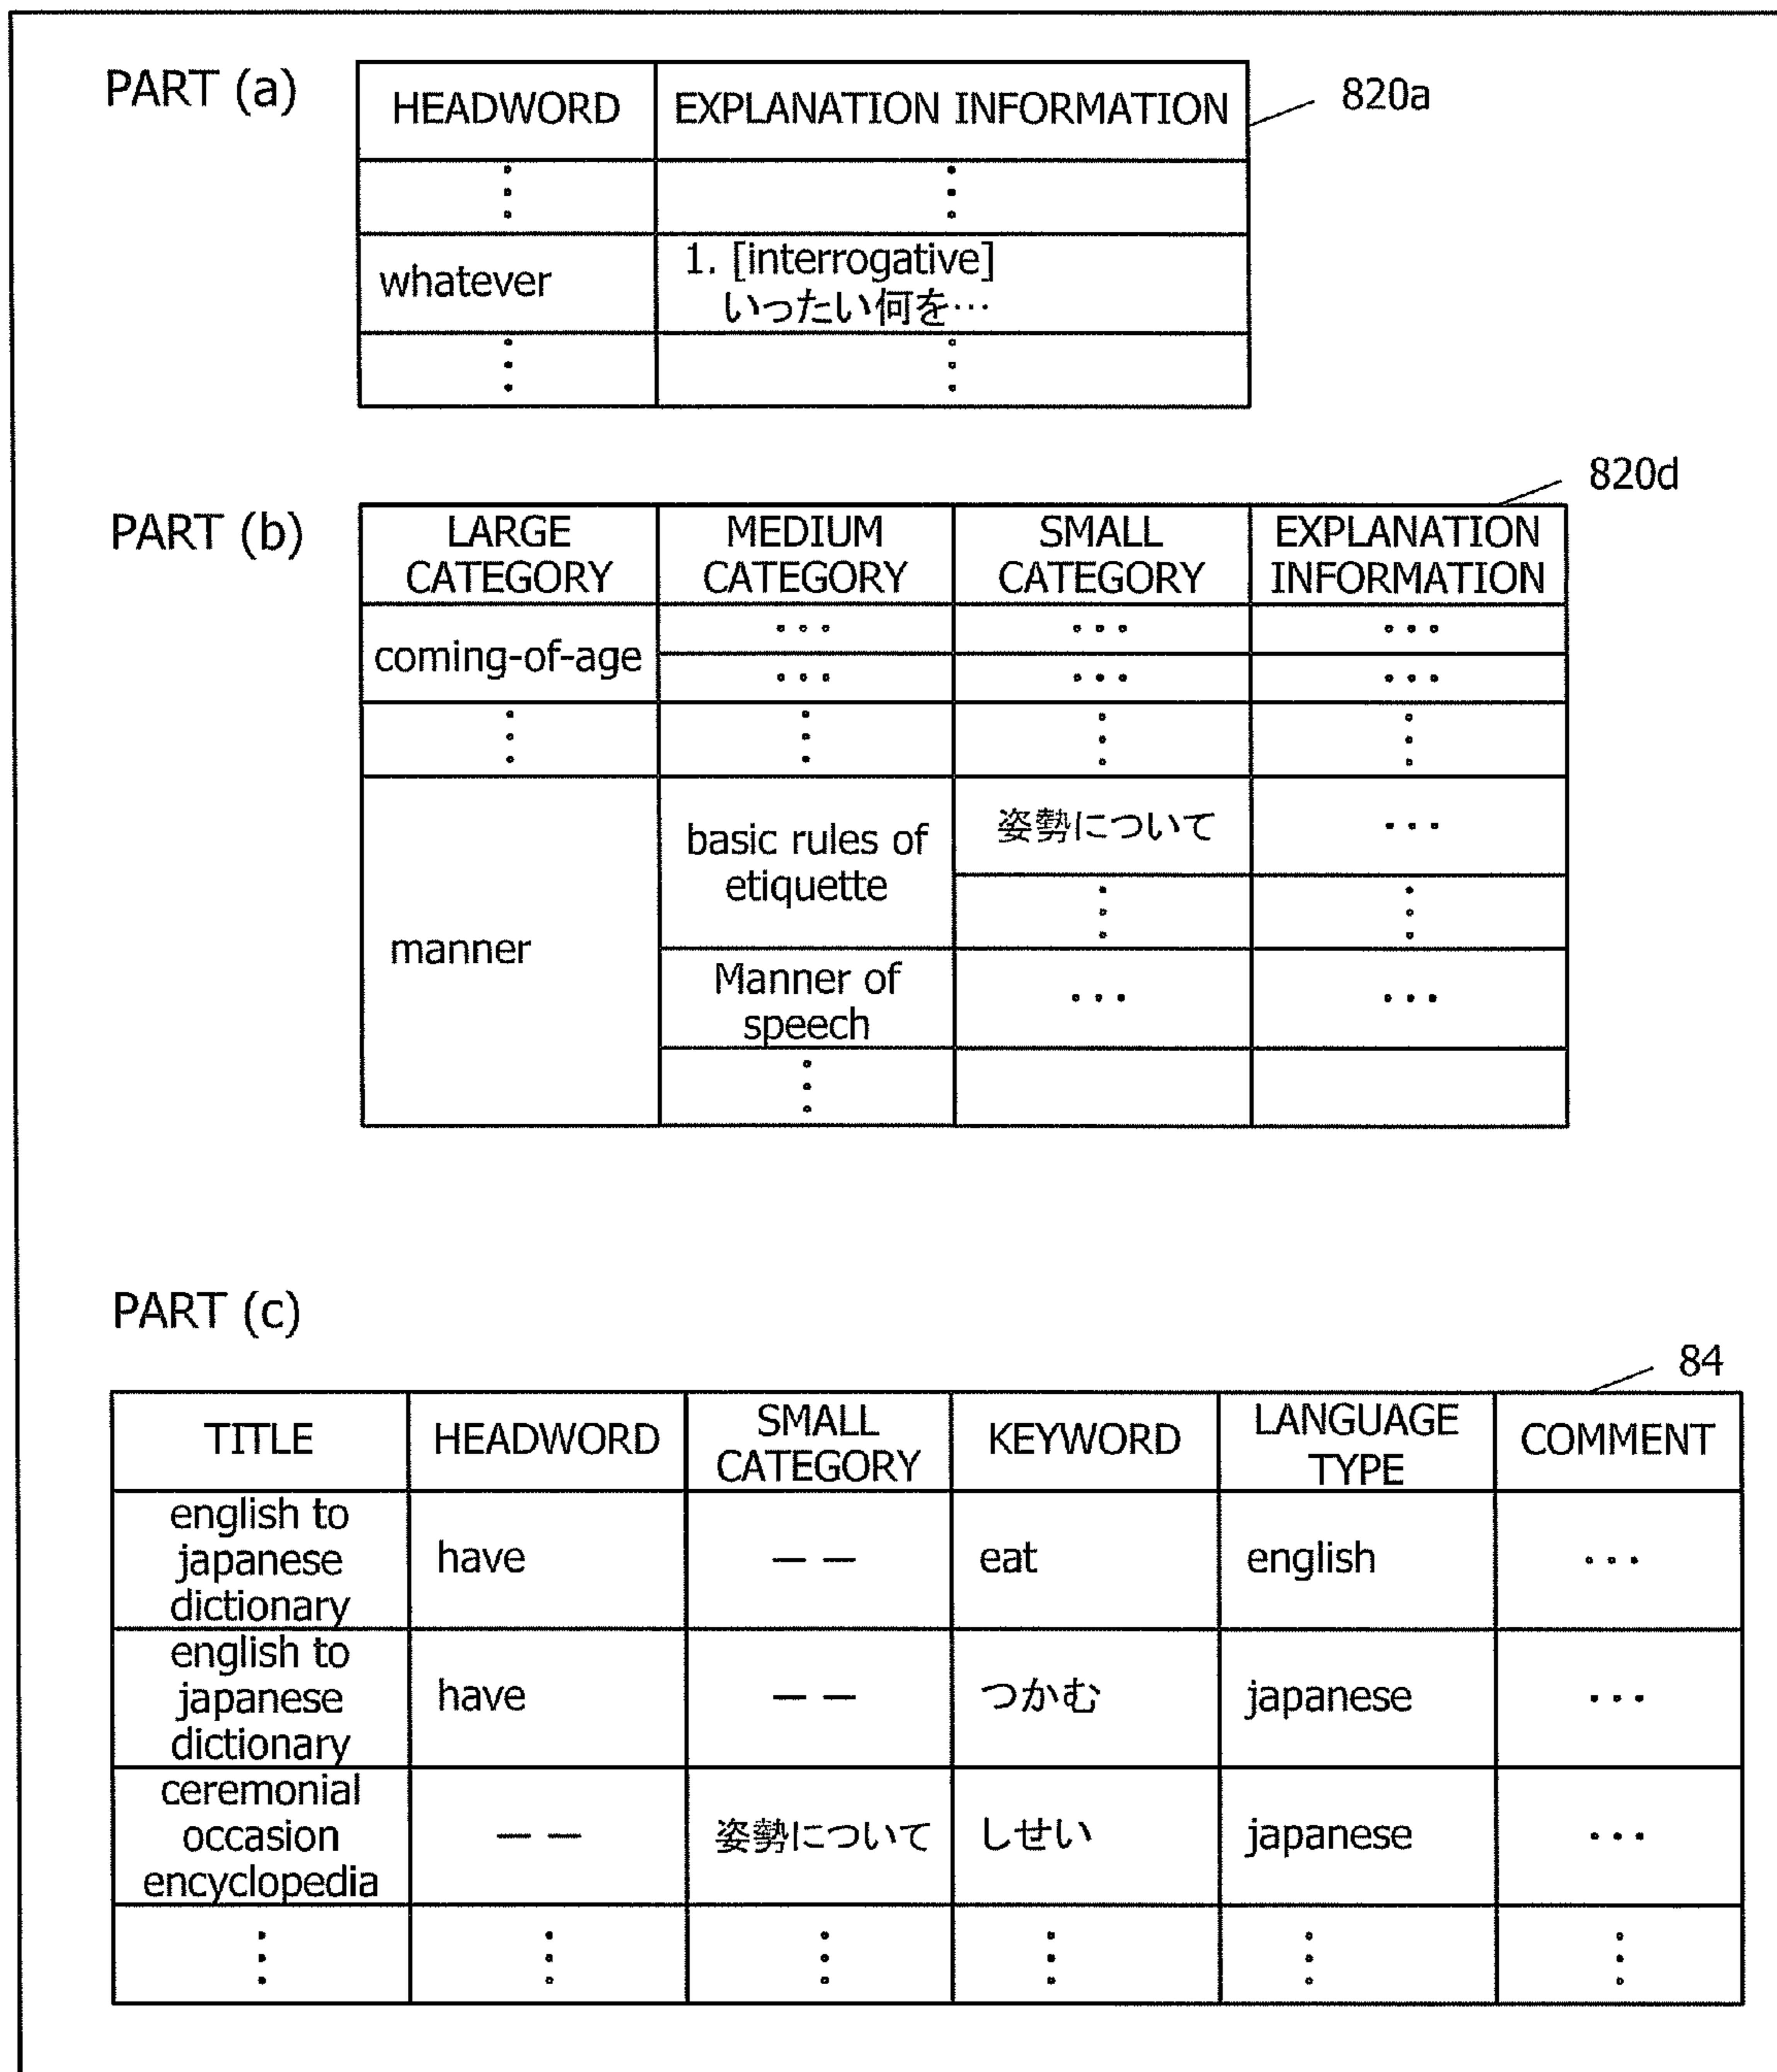 PART (a)
820a
HEADWORD EXPLANATION INFORMATION
whatever
1. [interrogative]
いったい何を…
PART (b)
820d
LARGE
CATEGORY
MEDIUM
CATEGORY
SMALL
CATEGORY
EXPLANATION
INFORMATION
coming-of-age
... ... ...
... ... ...
manner
basic rules of
etiquette
姿勢について
...
Manner of
speech
... ...
PART (c)
84
TITLE
HEADWORD
SMALL
CATEGORY
KEYWORD
LANGUAGE
TYPE
COMMENT
english to
japanese
dictionary
have
— —
eat
english
...
english to
japanese
dictionary
have
— —
つかむ
japanese
...
ceremonial
occasion
encyclopedia
— —
姿勢について
しせい
japanese
...